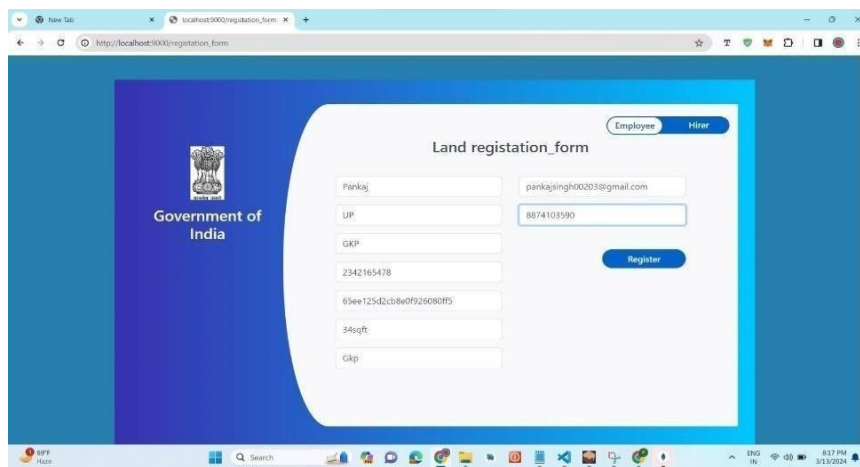 New Tab
localhost:9000/registation_form
http://localhost:9000/registation_form
Employee
Hirer
Land registation_form
Government of
India
Pankaj
pankajsingh00203@gmail.com
UP
8874103590
GKP
Register
2342165478
65ee125d2cb8e0f926080ff5
34sqft
Gkp
69°F
Haze
Search
ENG
IN
8:17 PM
3/13/2024